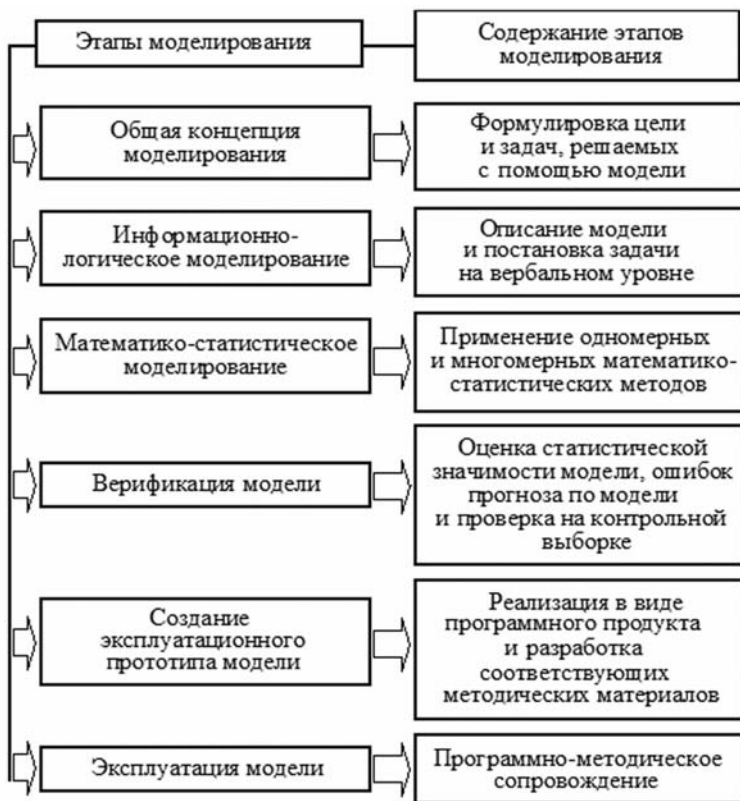 Этапы моделирования
Содержание этапов
моделирования
Общая концепция
моделирования
Формулировка цели
и задач, решаемых
с помощью модели
Информационно-
логическое моделирование
Описание модели
и постановка задачи
на вербальном уровне
Математико-статистическое
моделирование
Применение одномерных
и многомерных математико-
статистических методов
Верификация модели
Оценка статистической
значимости модели, ошибок
прогноза по модели
и проверка на контрольной
выборке
Создание
эксплуатационного
прототипа модели
Реализация в виде
программного продукта
и разработка
соответствующих
методических материалов
Эксплуатация модели
Программно-методическое
сопровождение